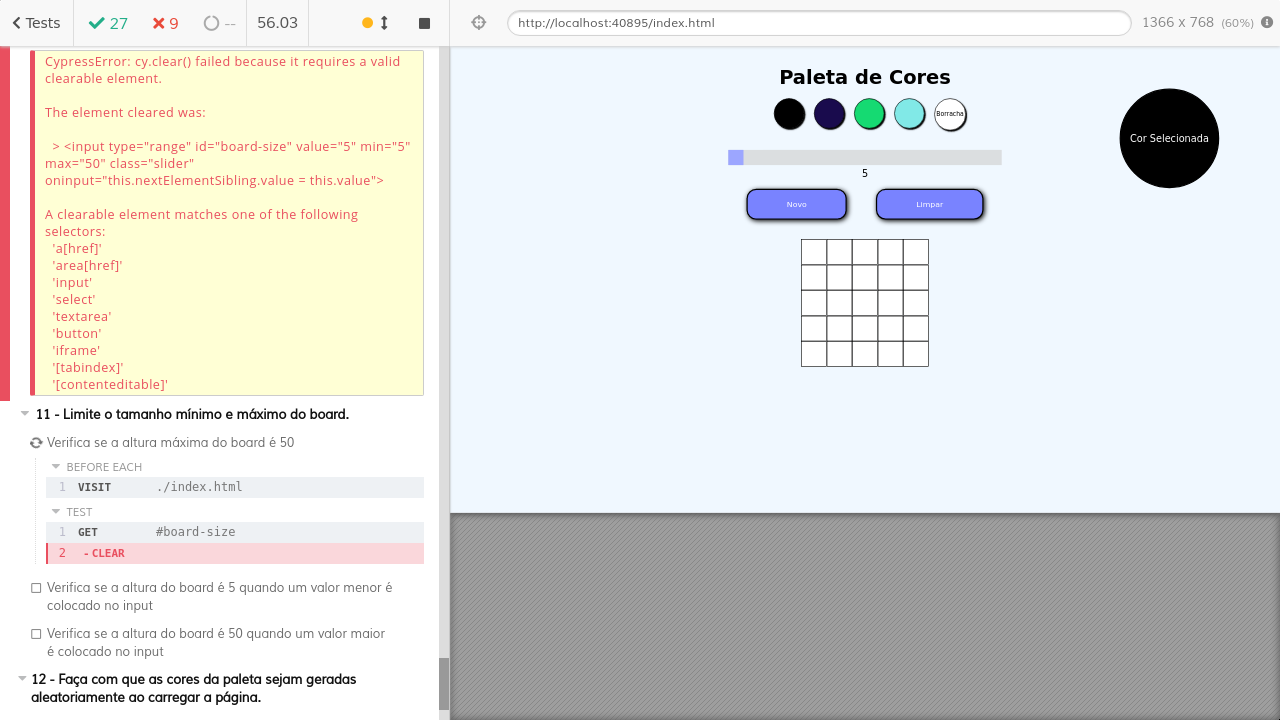 Tests
27
9
--
56.03
http://localhost:40895/index.html
1366 x 768 (60%)
CypressError: cy.clear() failed because it requires a valid
clearable element.
The element cleared was:
> <input type="range" id="board-size" value="5" min="5"
max="50" class="slider"
oninput="this.nextElementSibling.value = this.value">
A clearable element matches one of the following
selectors:
'a[href]'
'area[href]'
'input'
'select'
'textarea'
'button'
'iframe'
'[tabindex]'
'[contenteditable]'
11 - Limite o tamanho mínimo e máximo do board.
Verifica se a altura máxima do board é 50
BEFORE EACH
1 VISIT ./index.html
TEST
1 GET #board-size
2 -CLEAR
Verifica se a altura do board é 5 quando um valor menor é
colocado no input
Verifica se a altura do board é 50 quando um valor maior
é colocado no input
12 - Faça com que as cores da paleta sejam geradas
aleatoriamente ao carregar a página.
Paleta de Cores
Borracha
Cor Selecionada
5
Novo
Limpar